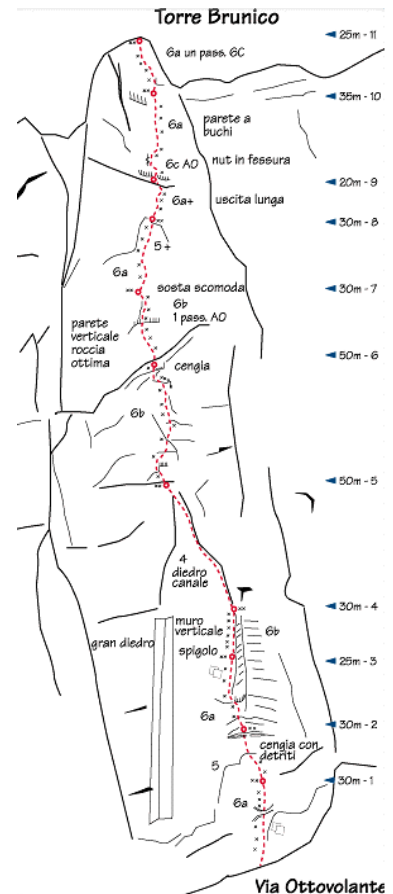 Torre Brunico
25m - 11
6a un pass. 6C
35m - 10
6a
parete a
buchi
6c A0
nut in fessura
20m - 9
6a+
uscita lunga
30m - 8
5+
6a
sosta scomoda
30m - 7
6b
1 pass. A0
parete
verticale
roccia
ottima
50m - 6
cengia
6b
50m - 5
4
diedro
canale
30m - 4
muro
verticale
6b
gran diedro
spigolo
25m - 3
6a
30m - 2
cengia con
detriti
5
30m - 1
6a
Via Ottovolante